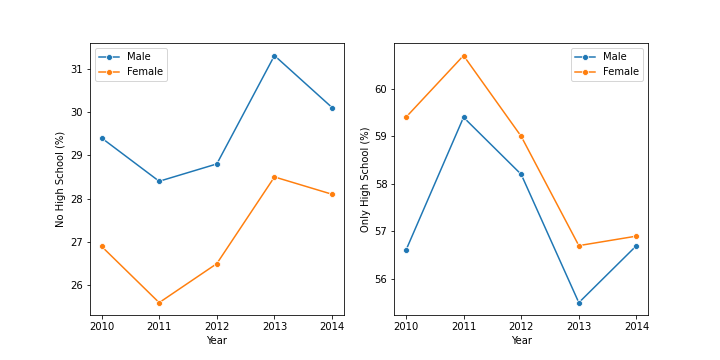 Male
Female
31
30
29
28
27
26
No High School (%)
2010 2011 2012 2013 2014
Year
Male
Female
60
59
58
57
56
Only High School (%)
2010 2011 2012 2013 2014
Year